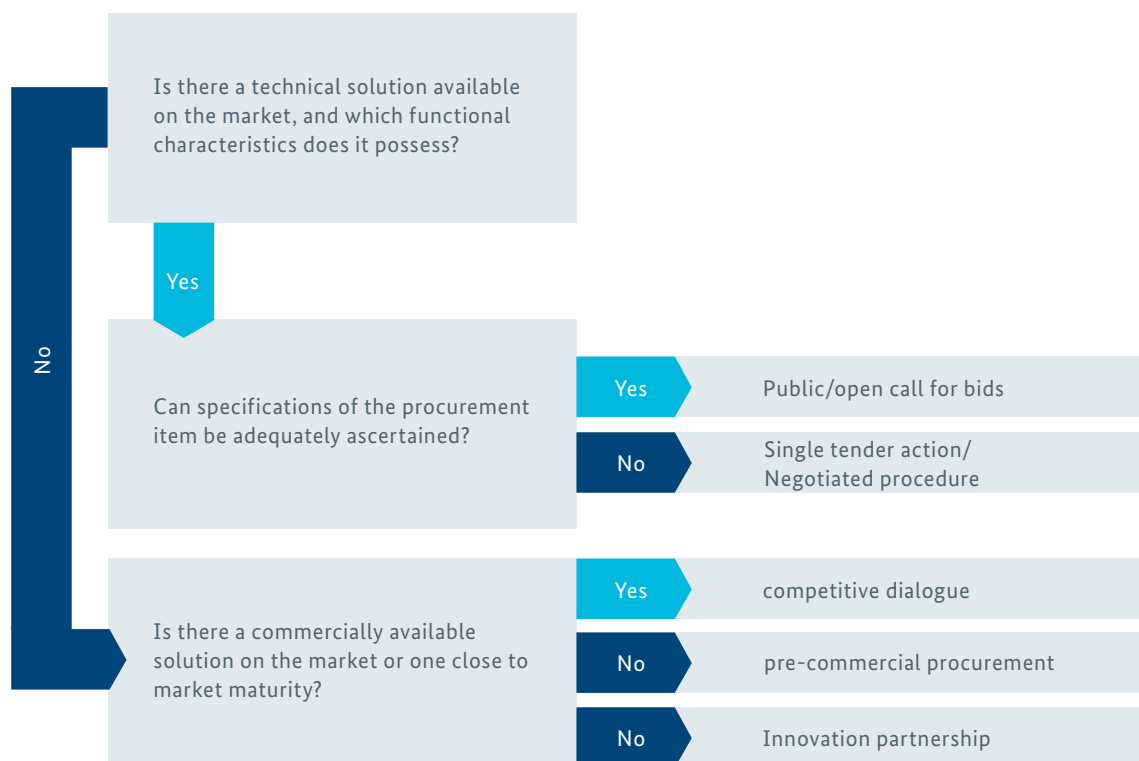 Is there a technical solution available
on the market, and which functional
characteristics does it possess?
Yes
No
Can specifications of the procurement
item be adequately ascertained?
Yes
Public/open call for bids
No
Single tender action/
Negotiated procedure
Is there a commercially available
solution on the market or one close to
market maturity?
Yes
competitive dialogue
No
pre-commercial procurement
No
Innovation partnership